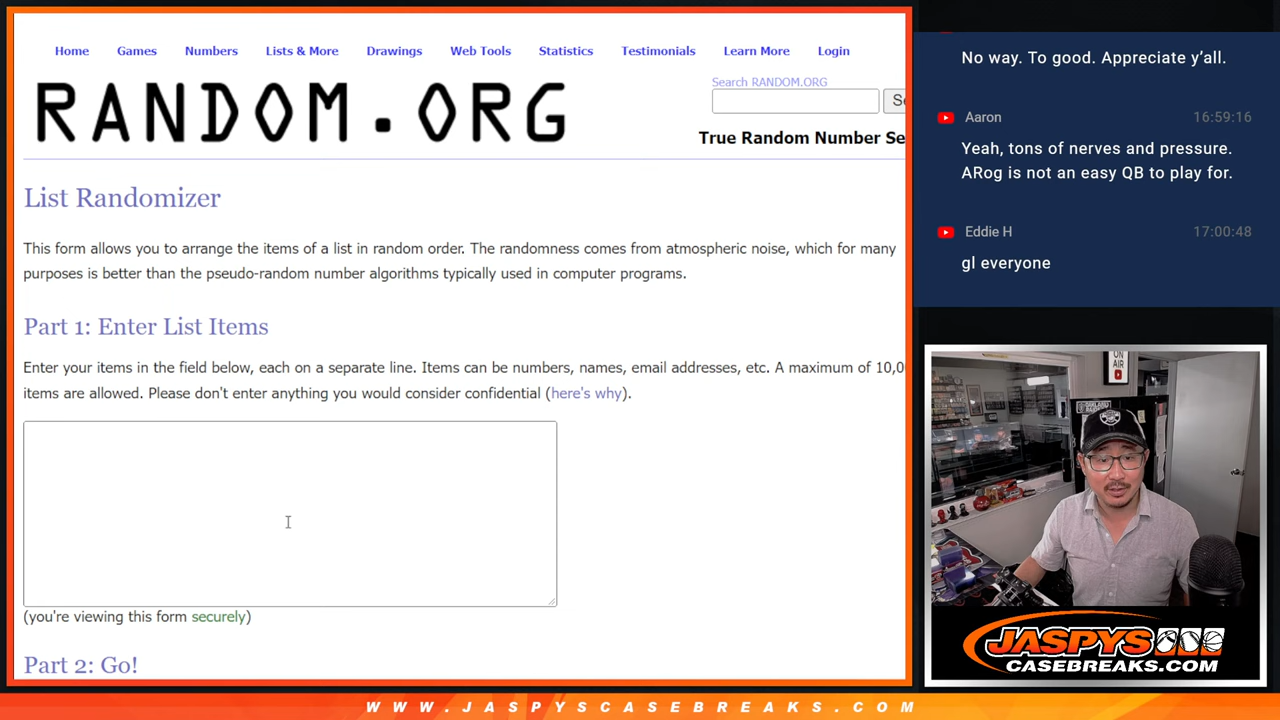 Home Games Numbers Lists & More Drawings Web Tools Statistics Testimonials Learn More Login
RANDOM.ORG
Search RANDOM.ORG
True Random Number Se
List Randomizer
This form allows you to arrange the items of a list in random order. The randomness comes from atmospheric noise, which for many
purposes is better than the pseudo-random number algorithms typically used in computer programs.
Part 1: Enter List Items
Enter your items in the field below, each on a separate line. Items can be numbers, names, email addresses, etc. A maximum of 10,0
items are allowed. Please don't enter anything you would consider confidential (here's why).
(you're viewing this form securely)
Part 2: Go!
No way. To good. Appreciate y'all.
Aaron 16:59:16
Yeah, tons of nerves and pressure.
ARog is not an easy QB to play for.
Eddie H 17:00:48
gl everyone
ON
AIR
JASPYS
CASEBREAKS.COM
WWW.JASPYSCASEBREAKS.COM